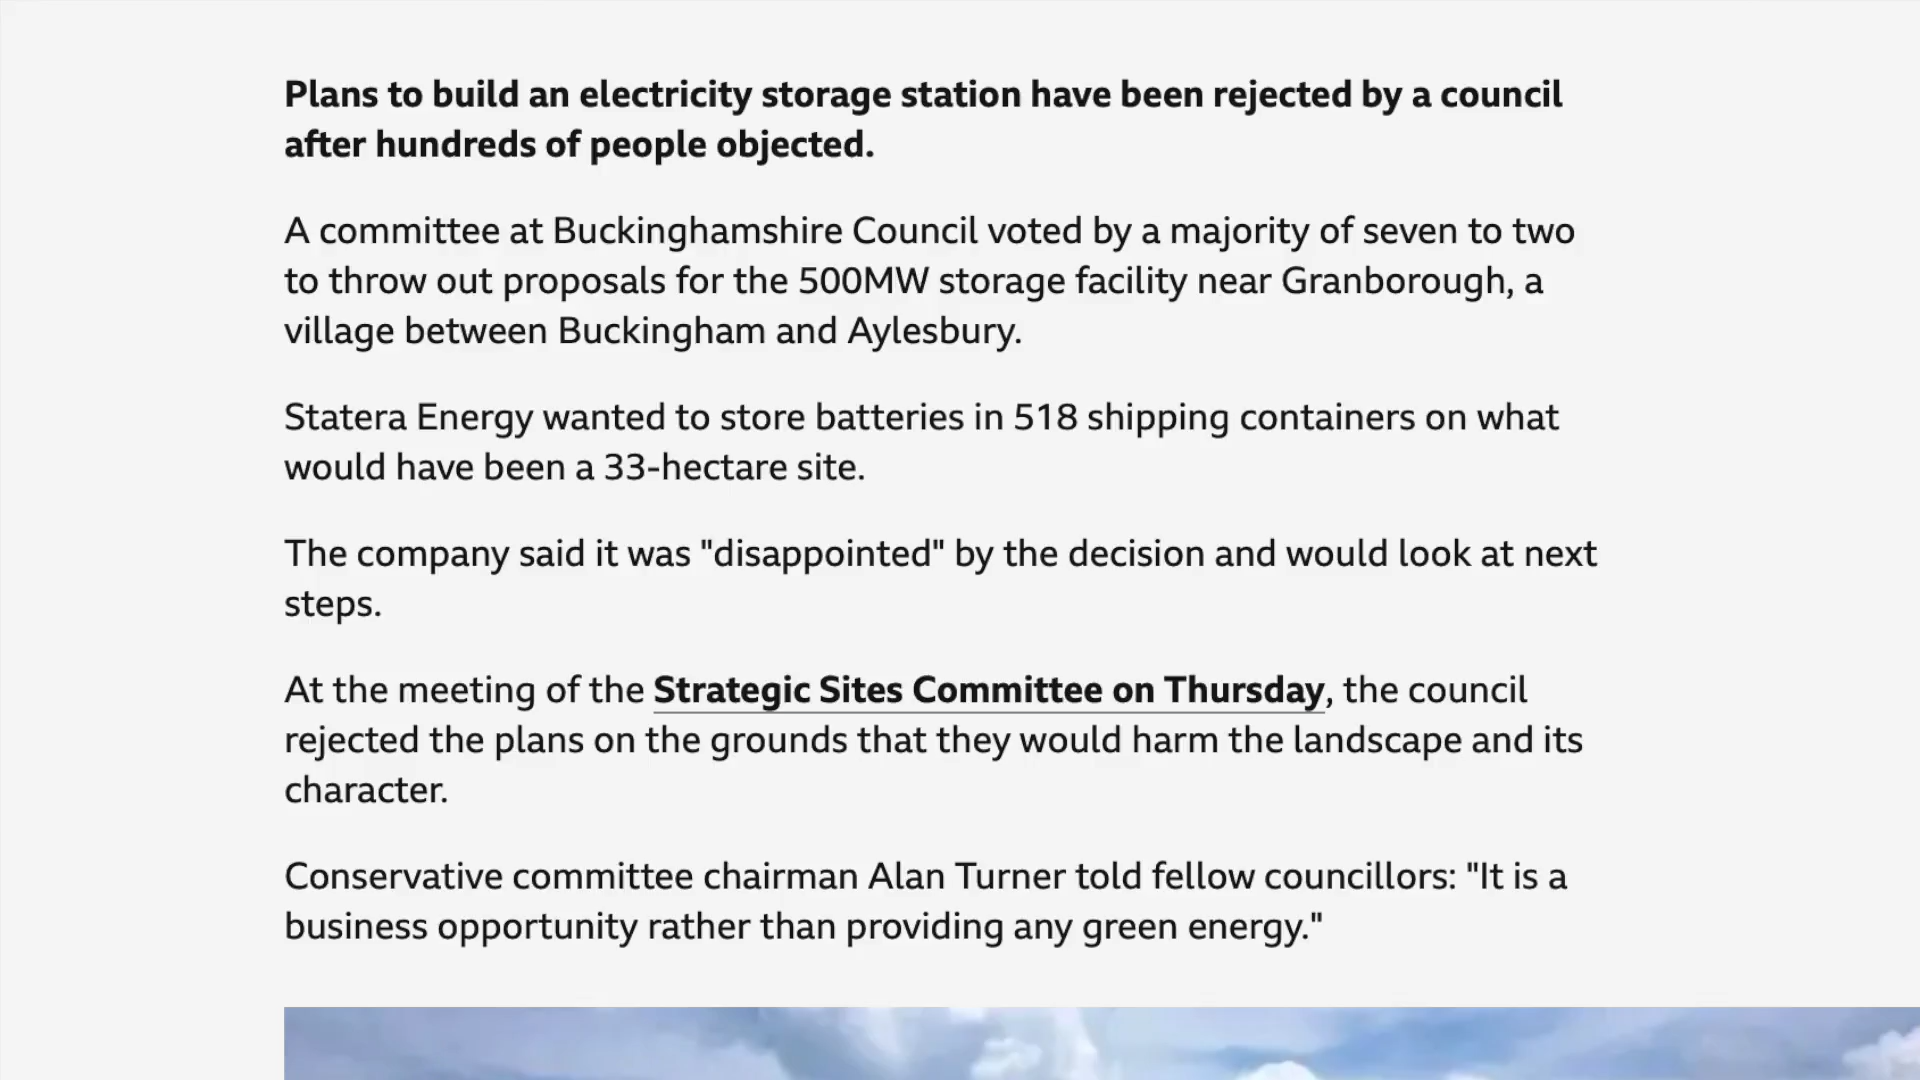 Plans to build an electricity storage station have been rejected by a council
after hundreds of people objected.
A committee at Buckinghamshire Council voted by a majority of seven to two
to throw out proposals for the 500MW storage facility near Granborough, a
village between Buckingham and Aylesbury.
Statera Energy wanted to store batteries in 518 shipping containers on what
would have been a 33-hectare site.
The company said it was "disappointed" by the decision and would look at next
steps.
At the meeting of the Strategic Sites Committee on Thursday, the council
rejected the plans on the grounds that they would harm the landscape and its
character.
Conservative committee chairman Alan Turner told fellow councillors: "It is a
business opportunity rather than providing any green energy."